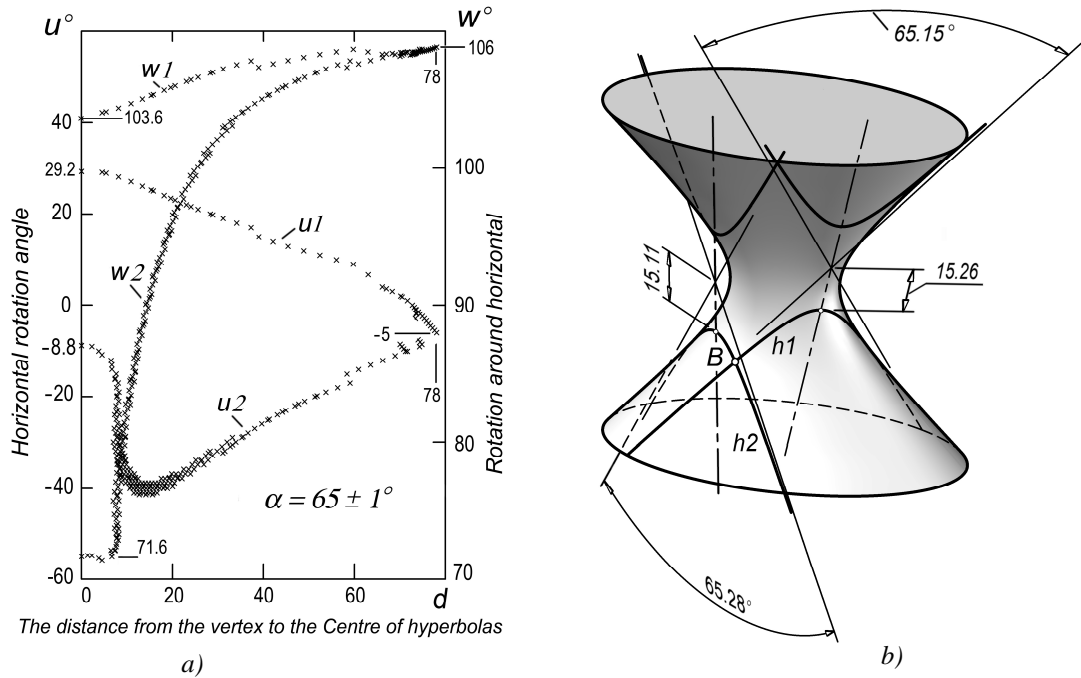 u°
a)
w°
w1
106
78
103.6
40
29.2
100
20
u1
w2
0
90
-5
-8.8
-20
78
u2
80
-40
α = 65 ± 1°
71.6
-60
70
0
20
40
60
d
Horizontal rotation angle
Rotation around horizontal
The distance from the vertex to the Centre of hyperbolas
a)
65.15°
15.11
15.26
B
h1
h2
65.28°
b)